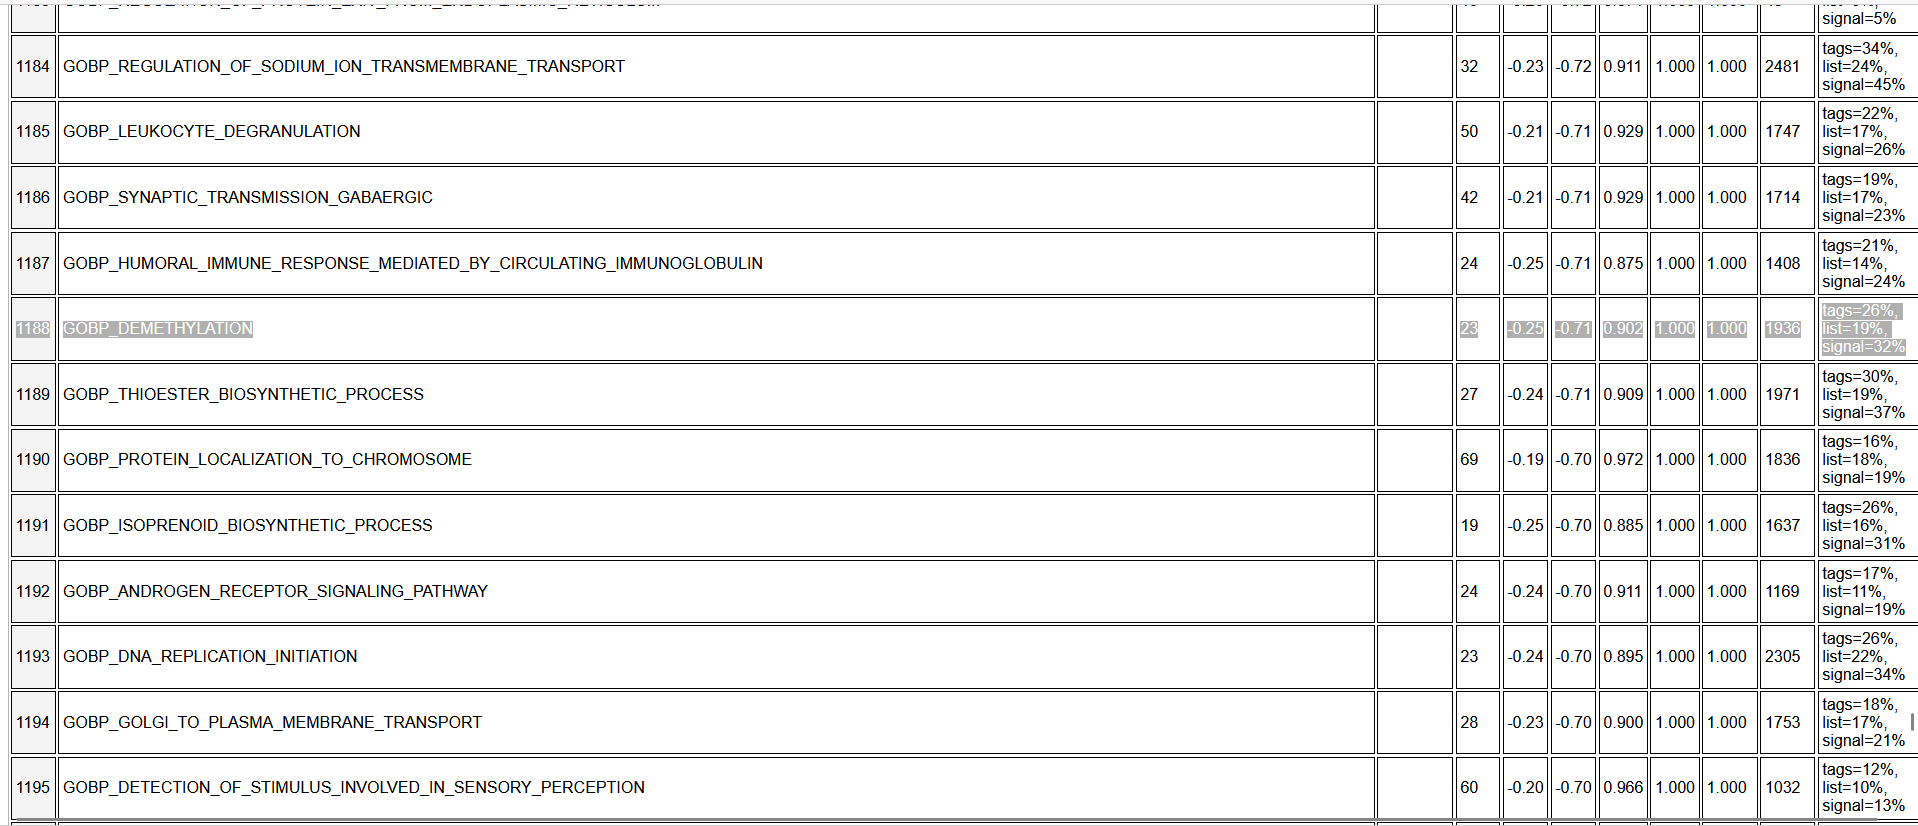 signal=5%
1184 GOBP_REGULATION_OF_SODIUM_ION_TRANSMEMBRANE_TRANSPORT 32 -0.23 -0.72 0.911 1.000 1.000 2481 tags=34%,
list=24%,
signal=45%
1185 GOBP_LEUKOCYTE_DEGRANULATION 50 -0.21 -0.71 0.929 1.000 1.000 1747 tags=22%,
list=17%,
signal=26%
1186 GOBP_SYNAPTIC_TRANSMISSION_GABAERGIC 42 -0.21 -0.71 0.929 1.000 1.000 1714 tags=19%,
list=17%,
signal=23%
1187 GOBP_HUMORAL_IMMUNE_RESPONSE_MEDIATED_BY_CIRCULATING_IMMUNOGLOBULIN 24 -0.25 -0.71 0.875 1.000 1.000 1408 tags=21%,
list=14%,
signal=24%
1188 GOBP_DEMETHYLATION 23 -0.25 -0.71 0.902 1.000 1.000 1936 tags=26%,
list=19%,
signal=32%
1189 GOBP_THIOESTER_BIOSYNTHETIC_PROCESS 27 -0.24 -0.71 0.909 1.000 1.000 1971 tags=30%,
list=19%,
signal=37%
1190 GOBP_PROTEIN_LOCALIZATION_TO_CHROMOSOME 69 -0.19 -0.70 0.972 1.000 1.000 1836 tags=16%,
list=18%,
signal=19%
1191 GOBP_ISOPRENOID_BIOSYNTHETIC_PROCESS 19 -0.25 -0.70 0.885 1.000 1.000 1637 tags=26%,
list=16%,
signal=31%
1192 GOBP_ANDROGEN_RECEPTOR_SIGNALING_PATHWAY 24 -0.24 -0.70 0.911 1.000 1.000 1169 tags=17%,
list=11%,
signal=19%
1193 GOBP_DNA_REPLICATION_INITIATION 23 -0.24 -0.70 0.895 1.000 1.000 2305 tags=26%,
list=22%,
signal=34%
1194 GOBP_GOLGI_TO_PLASMA_MEMBRANE_TRANSPORT 28 -0.23 -0.70 0.900 1.000 1.000 1753 tags=18%,
list=17%,
signal=21%
1195 GOBP_DETECTION_OF_STIMULUS_INVOLVED_IN_SENSORY_PERCEPTION 60 -0.20 -0.70 0.966 1.000 1.000 1032 tags=12%,
list=10%,
signal=13%